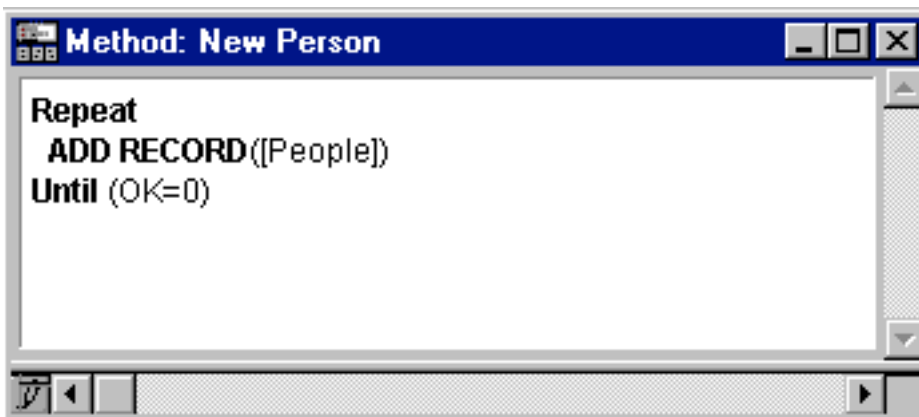 Method: New Person
Repeat
ADD RECORD([People])
Until (OK=0)